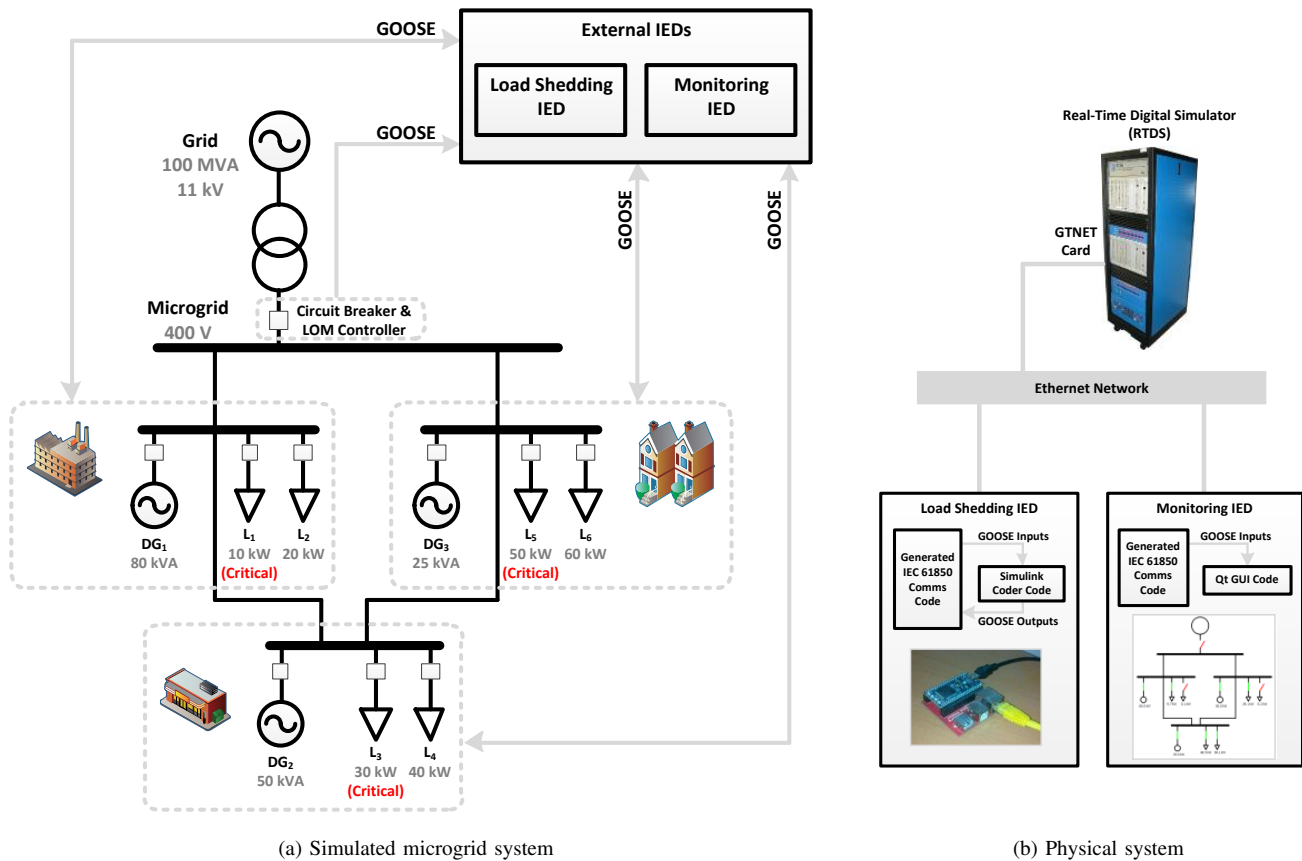 GOOSE
External IEDs
Load Shedding
IED
Monitoring
IED
GOOSE
Grid
100 MVA
11 kV
GOOSE
GOOSE
Microgrid
400 V
Circuit Breaker &
LOM Controller
DG1
80 kVA
L1
10 kW
(Critical)
L2
20 kW
DG3
25 kVA
L5
50 kW
(Critical)
L6
60 kW
DG2
50 kVA
L3
30 kW
(Critical)
L4
40 kW
(a) Simulated microgrid system
Real-Time Digital Simulator
(RTDS)
GTNET
Card
Ethernet Network
Load Shedding IED
Generated
IEC 61850
Comms
Code
GOOSE Inputs
Simulink
Coder Code
GOOSE Outputs
Monitoring IED
Generated
IEC 61850
Comms
Code
GOOSE Inputs
Qt GUI Code
(b) Physical system